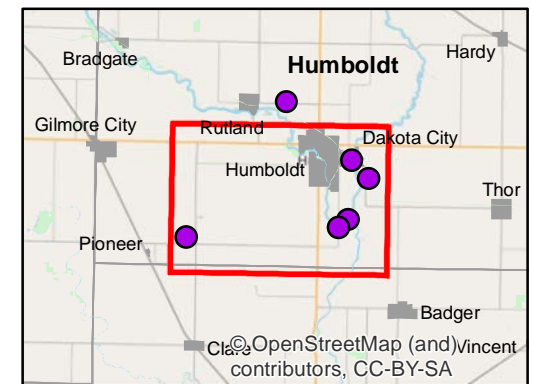 Hardy
Bradgate
Humboldt
Gilmore City
Rutland
Dakota City
Humboldt
Thor
Pioneer
Badger
Clare
Vincent
© OpenStreetMap (and)
contributors, CC-BY-SA